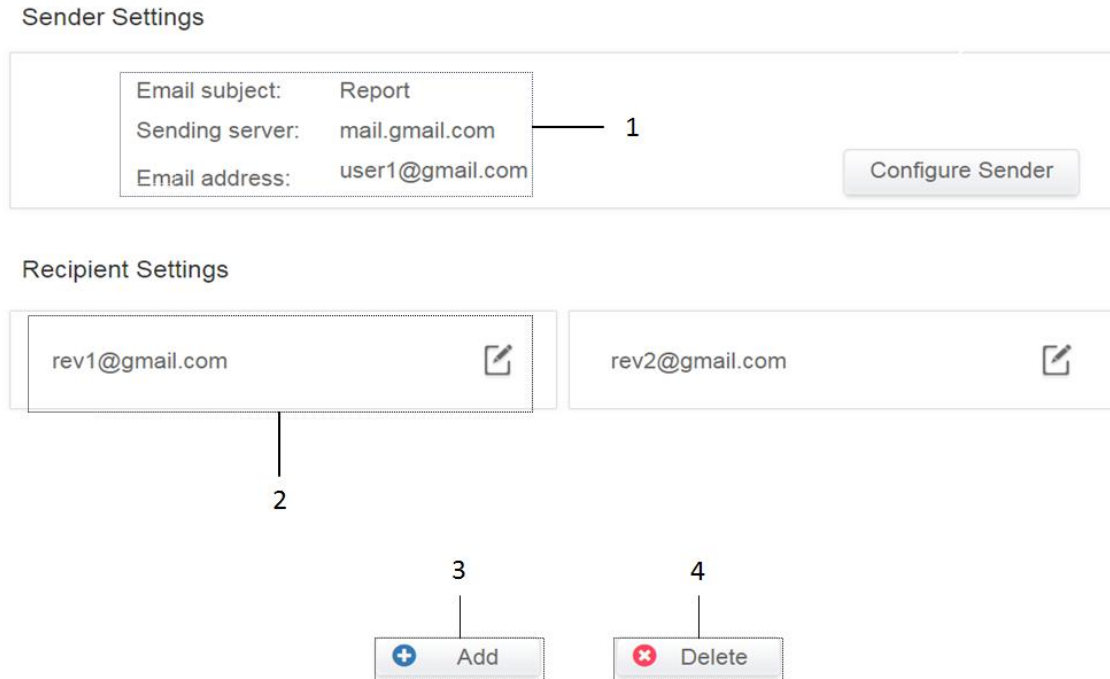 Sender Settings
Email subject: Report
Sending server: mail.gmail.com
1
Email address: user1@gmail.com
Configure Sender
Recipient Settings
rev1@gmail.com
rev2@gmail.com
2
3
4
Add
Delete